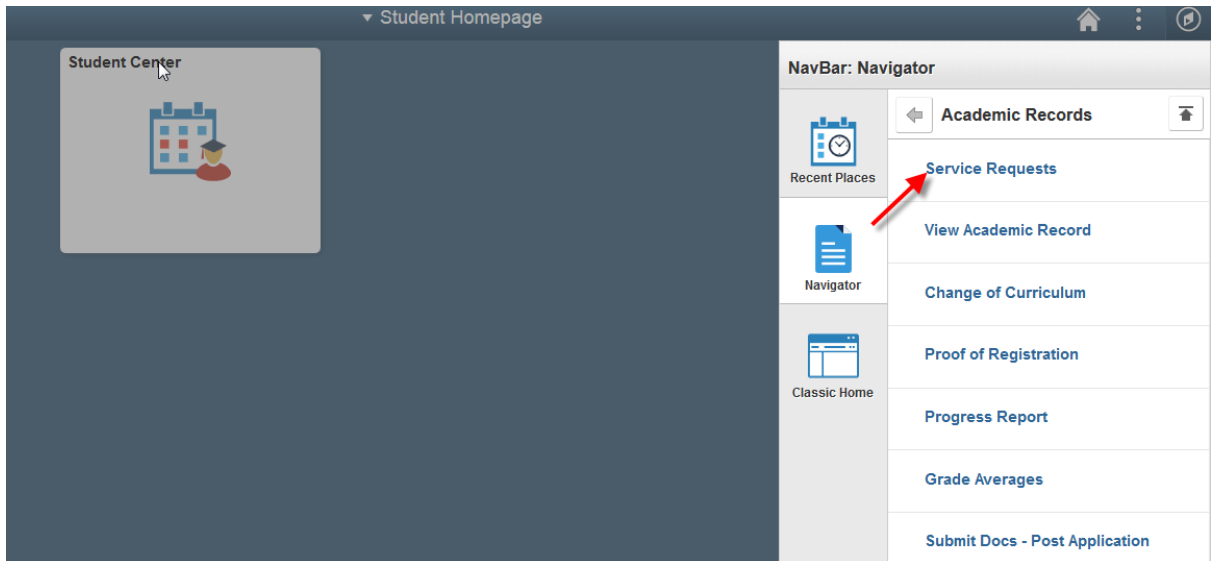 Student Homepage
Student Center
NavBar: Navigator
Recent Places
Navigator
Classic Home
Academic Records
Service Requests
View Academic Record
Change of Curriculum
Proof of Registration
Progress Report
Grade Averages
Submit Docs - Post Application